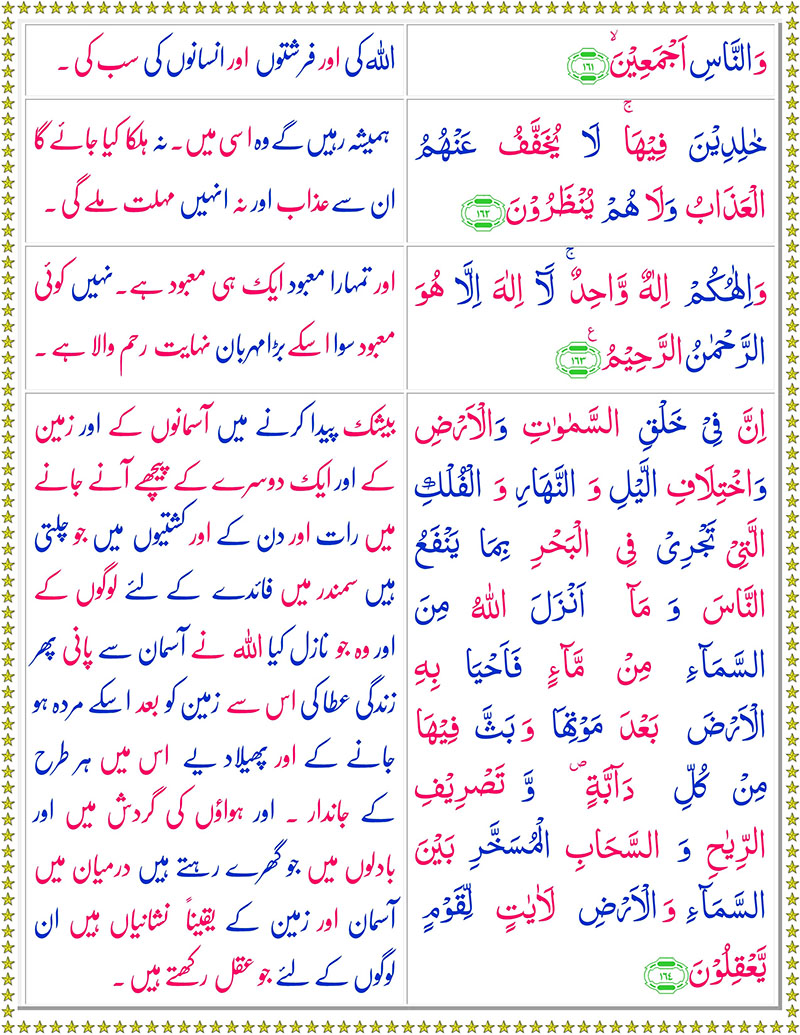 وَالنَّاسِ اَجْمَعِيْنَۙ ﴿۱۶۱﴾
اللہ کی اور فرشتوں اور انسانوں کی سب کی ۔
خٰلِدِيْنَ فِيْهَاۚ لَا يُخَفَّفُ عَنْهُمُ
الْعَذَابُ وَلَا هُمْ يُنْظَرُوْنَ ﴿۱۶۲﴾
ہمیشہ رہیں گے وہ اسی میں۔ نہ ہلکا کیا جائے گا
ان سے عذاب اور نہ انہیں مہلت ملے گی ۔
وَاِلٰهُكُمْ اِلٰهٌ وَّاحِدٌۚ لَآ اِلٰهَ اِلَّا هُوَ
الرَّحْمٰنُ الرَّحِيْمُ ﴿۱۶۳﴾ ع
اور تمہارا معبود ایک ہی معبود ہے۔ نہیں کوئی
معبود سوا اسکے بڑا مہربان نہایت رحم والا ہے ۔
اِنَّ فِيْ خَلْقِ السَّمٰوٰتِ وَالْاَرْضِ
وَاخْتِلَافِ الَّيْلِ وَ النَّهَارِ وَ الْفُلْكِ
الَّتِيْ تَجْرِيْ فِي الْبَحْرِ بِمَا يَنْفَعُ
النَّاسَ وَ مَآ اَنْزَلَ اللّٰهُ مِنَ
السَّمَآءِ مِنْ مَّآءٍ فَاَحْيَا بِهِ
الْاَرْضَ بَعْدَ مَوْتِهَا وَ بَثَّ فِيْهَا
مِنْ كُلِّ دَآبَّةٍ۪ وَّ تَصْرِيْفِ
الرِّيٰحِ وَ السَّحَابِ الْمُسَخَّرِ بَيْنَ
السَّمَآءِ وَ الْاَرْضِ لَاٰيٰتٍ لِّقَوْمٍ
يَّعْقِلُوْنَ ﴿۱۶۴﴾
بیشک پیدا کرنے میں آسمانوں کے اور زمین
کے اور ایک دوسرے کے پیچھے آنے جانے
میں رات اور دن کے اور کشتیوں میں جو چلتی
ہیں سمندر میں فائدے کے لئے لوگوں کے
اور وہ جو نازل کیا اللہ نے آسمان سے پانی پھر
زندگی عطا کی اس سے زمین کو بعد اسکے مردہ ہو
جانے کے اور پھیلا دیے اس میں ہر طرح
کے جاندار ۔ اور ہواؤں کی گردش میں اور
بادلوں میں جو گھرے رہتے ہیں درمیان میں
آسمان اور زمین کے یقیناً نشانیاں ہیں ان
لوگوں کے لئے جو عقل رکھتے ہیں ۔